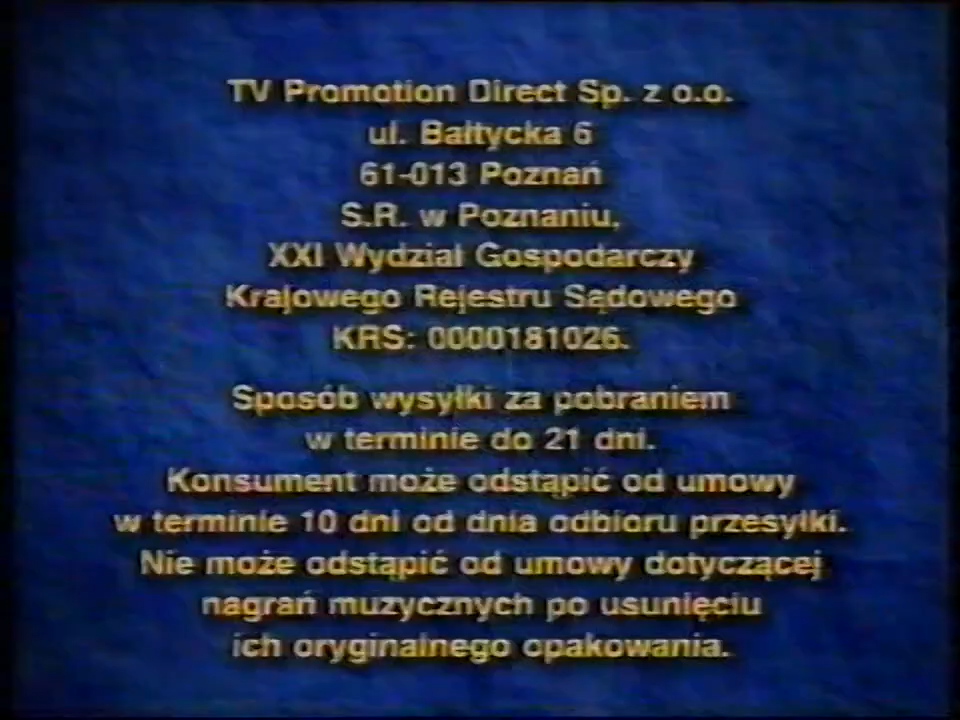 TV Promotion Direct Sp. z o.o.
ul. Bałtycka 6
61-013 Poznań
S.R. w Poznaniu,
XXI Wydział Gospodarczy
Krajowego Rejestru Sądowego
KRS: 0000181026.
Sposób wysyłki za pobraniem
w terminie do 21 dni.
Konsument może odstąpić od umowy
w terminie 10 dni od dnia odbioru przesyłki.
Nie może odstąpić od umowy dotyczącej
nagrań muzycznych po usunięciu
ich oryginalnego opakowania.